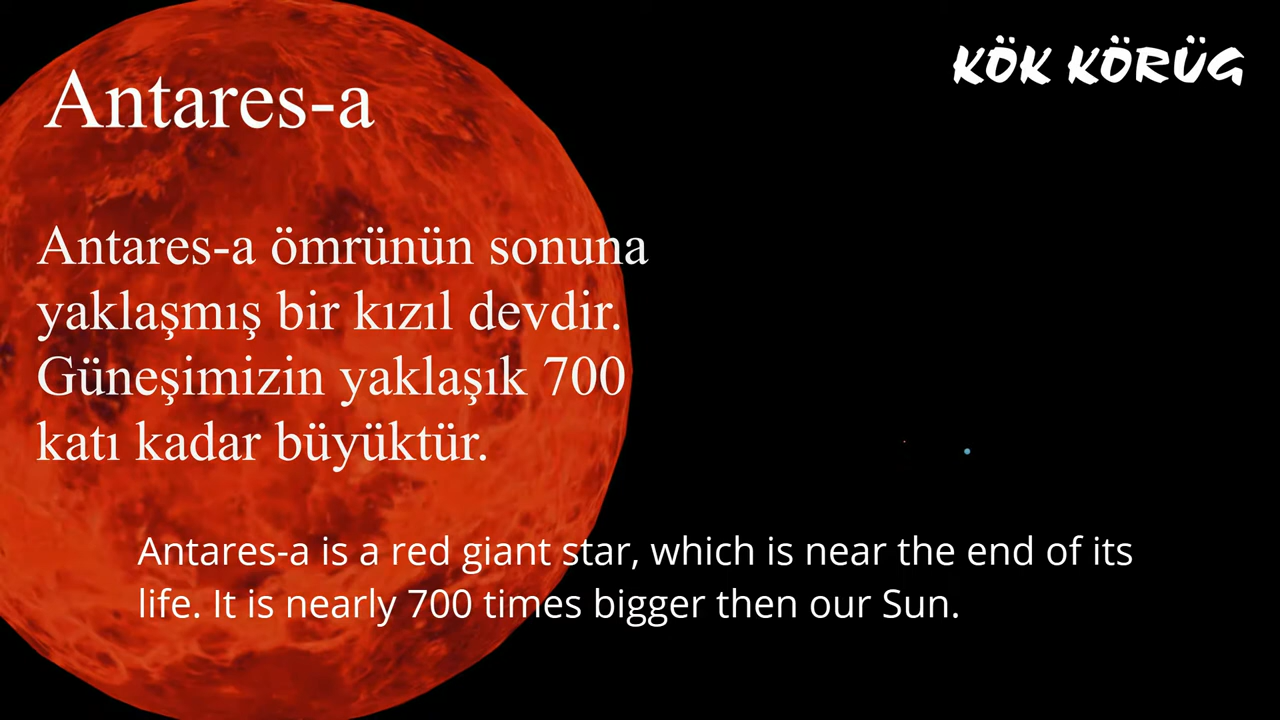 KÖK KÖRÜG
Antares-a
Antares-a ömrünün sonuna
yaklaşmış bir kızıl devdir.
Güneşimizin yaklaşık 700
katı kadar büyüktür.
Antares-a is a red giant star, which is near the end of its
life. It is nearly 700 times bigger then our Sun.